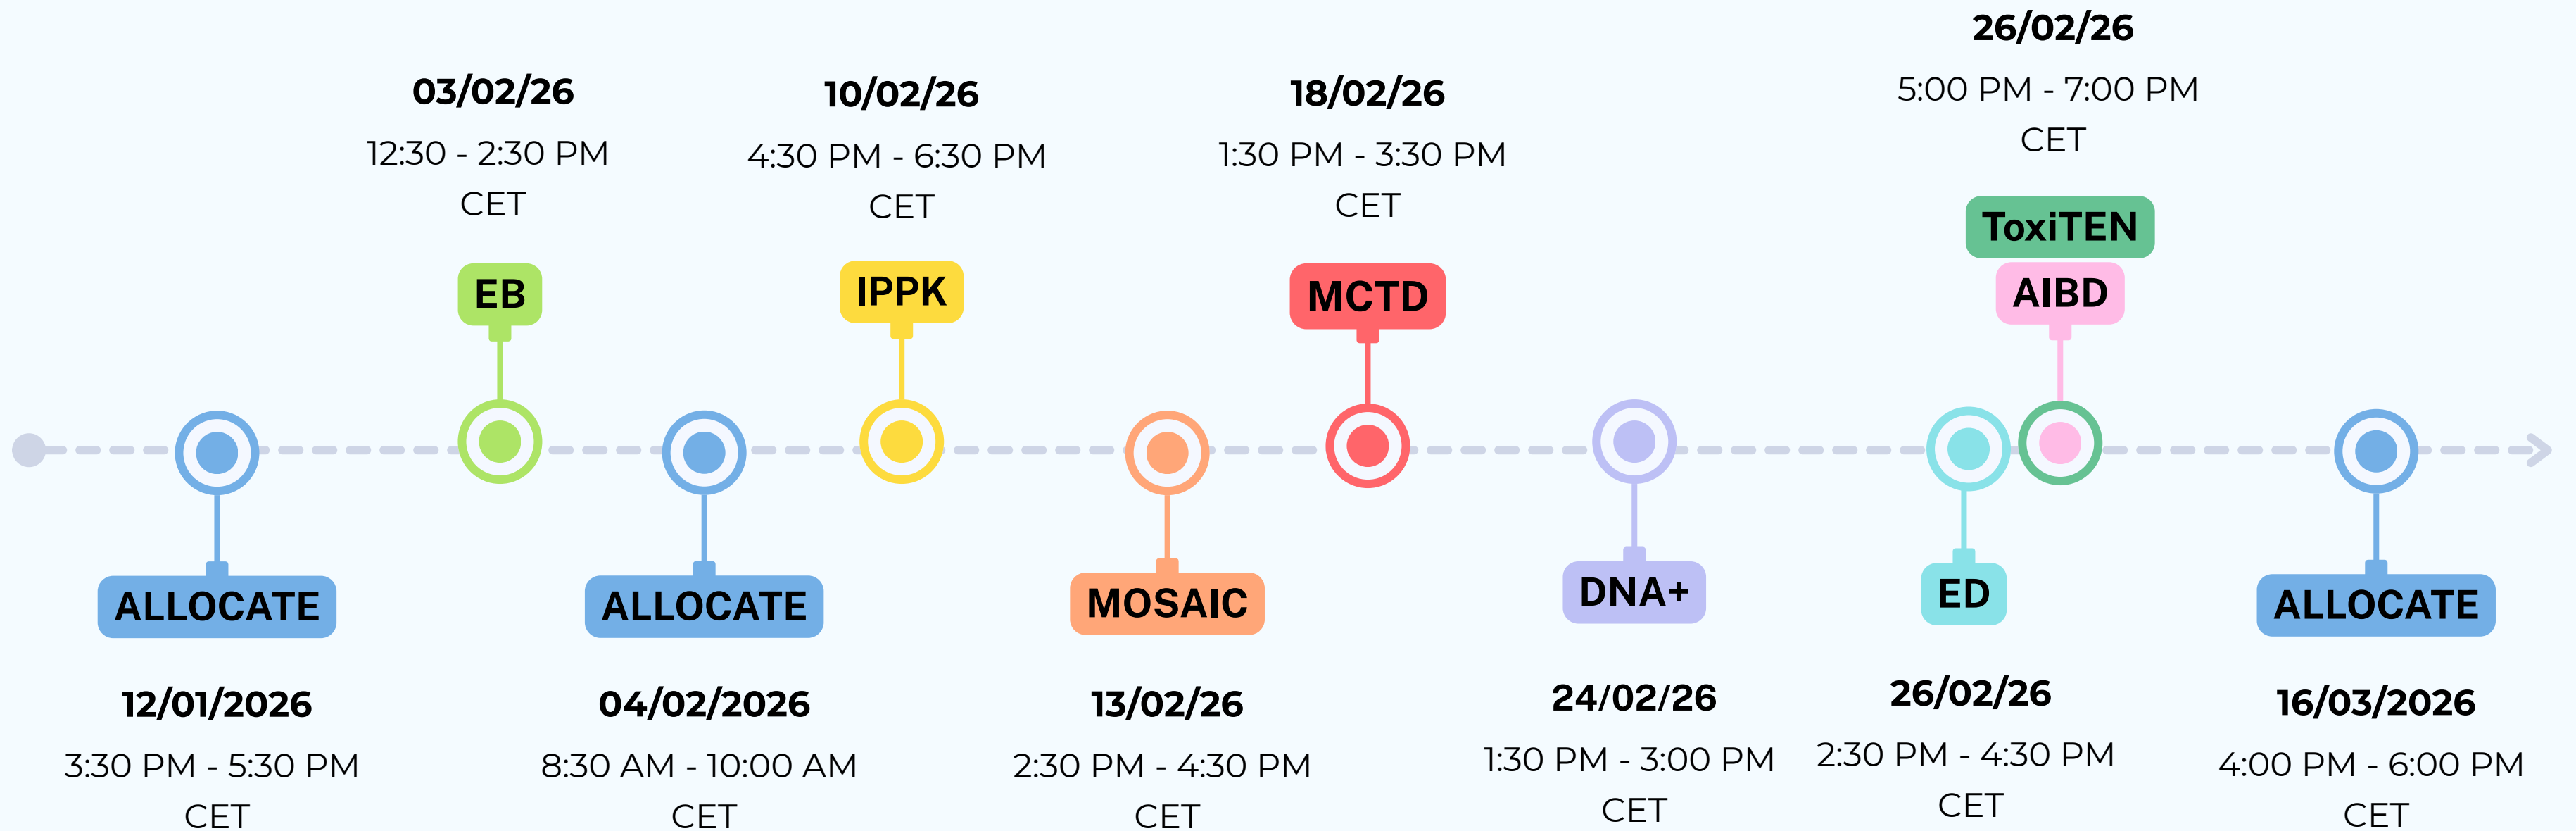 12/01/2026
3:30 PM - 5:30 PM
CET
ALLOCATE
03/02/26
12:30 - 2:30 PM
CET
EB
ALLOCATE
04/02/2026
8:30 AM - 10:00 AM
CET
10/02/26
4:30 PM - 6:30 PM
CET
IPPK
MOSAIC
13/02/26
2:30 PM - 4:30 PM
CET
18/02/26
1:30 PM - 3:30 PM
CET
MCTD
DNA+
24/02/26
1:30 PM - 3:00 PM
CET
ED
26/02/26
2:30 PM - 4:30 PM
CET
26/02/26
5:00 PM - 7:00 PM
CET
ToxiTEN
AIBD
ALLOCATE
16/03/2026
4:00 PM - 6:00 PM
CET